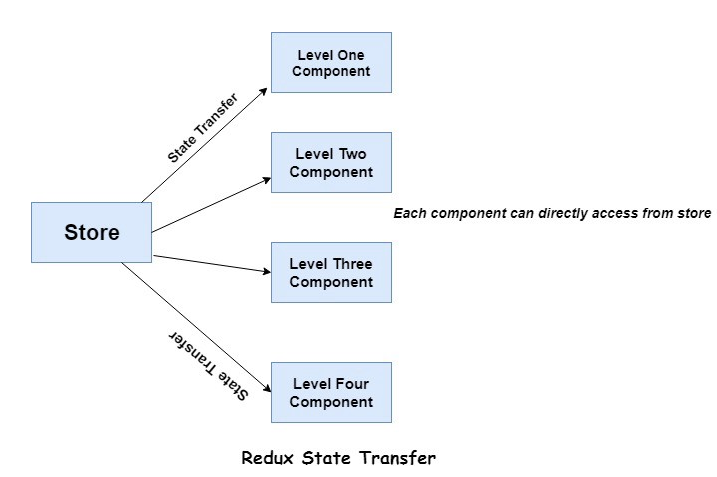 Level One
Component
State Transfer
Level Two
Component
Each component can directly access from store
Store
Level Three
Component
State Transfer
Level Four
Component
Redux State Transfer